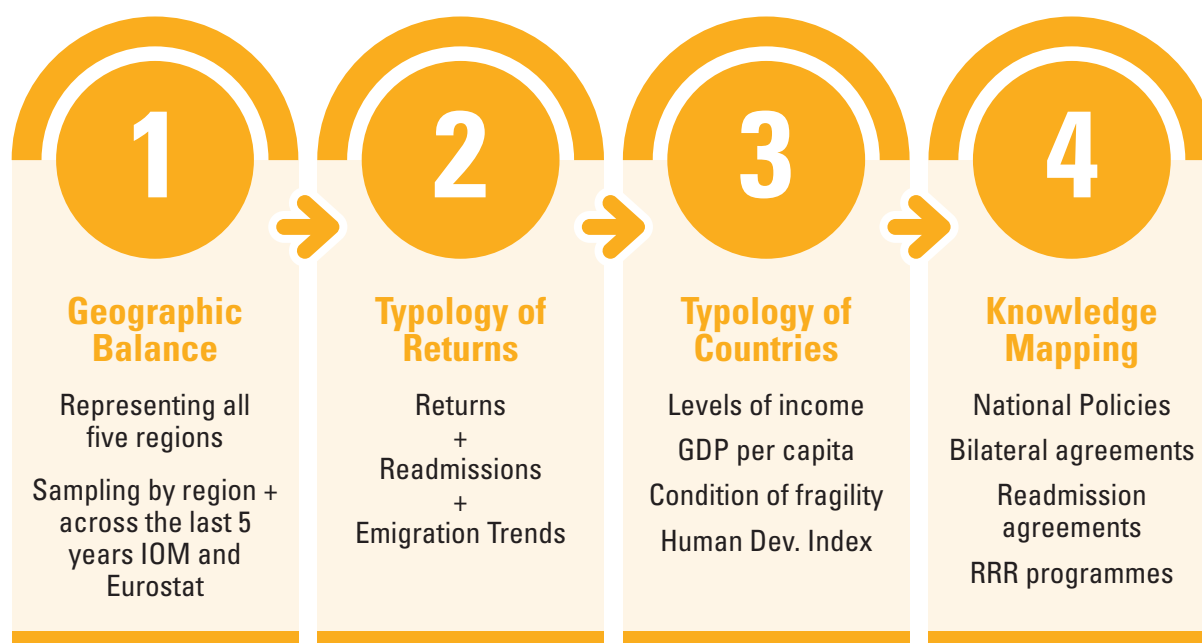 1
Geographic
Balance
Representing all
five regions
Sampling by region +
across the last 5
years IOM and
Eurostat
2
Typology of
Returns
Returns
+
Readmissions
+
Emigration Trends
3
Typology of
Countries
Levels of income
GDP per capita
Condition of fragility
Human Dev. Index
4
Knowledge
Mapping
National Policies
Bilateral agreements
Readmission
agreements
RRR programmes